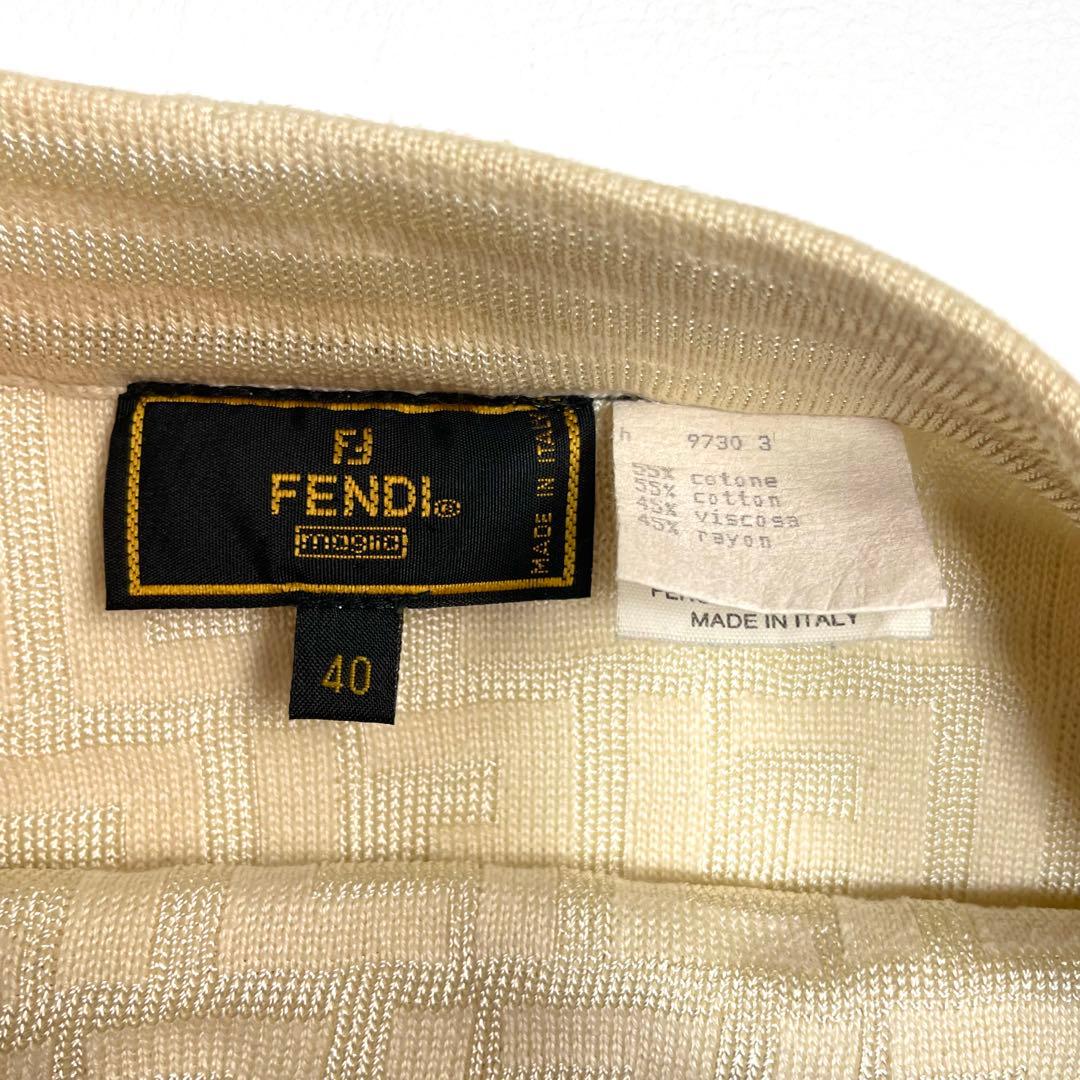 FF
FENDI®
maglia
MADE IN ITALY
40
h 9730 3
55% cotone
55% cotton
45% viscosa
45% rayon
MADE IN ITALY